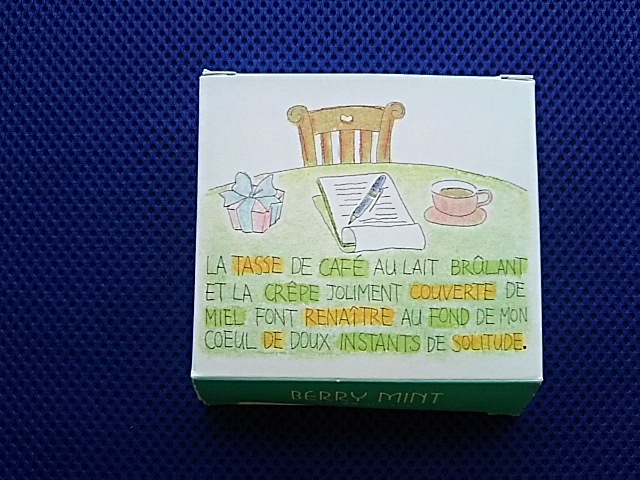 LA TASSE DE CAFÉ AU LAIT BRÛLANT
ET LA CRÊPE JOLIMENT COUVERTE DE
MIEL FONT RENAÎTRE AU FOND DE MON
COEUL DE DOUX INSTANTS DE SOLITUDE.
BERRY MINT